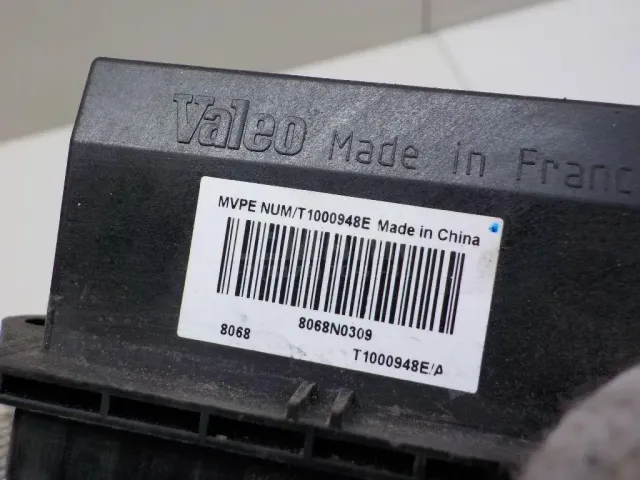 Valeo Made in Franc
MVPE NUM/T1000948E Made in China
8068N0309
8068
T1000948E/A